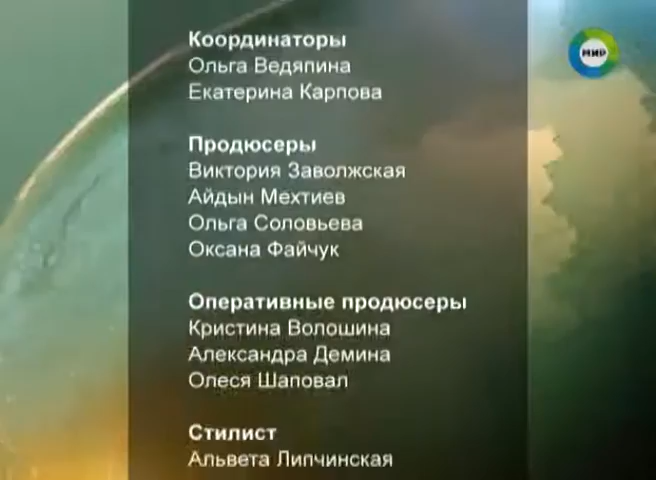 Координаторы
Ольга Ведяпина
Екатерина Карпова
Продюсеры
Виктория Заволжская
Айдын Мехтиев
Ольга Соловьева
Оксана Файчук
Оперативные продюсеры
Кристина Волошина
Александра Демина
Олеся Шаповал
Стилист
Альвета Липчинская
МИР